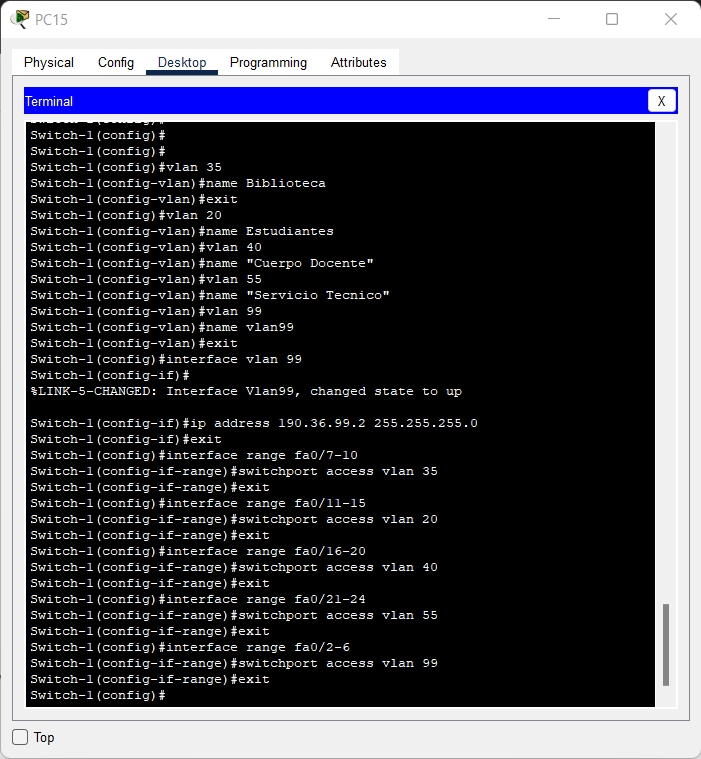 PC15
Physical Config Desktop Programming Attributes
Terminal X
Switch-1(config)#
Switch-1(config)#
Switch-1(config)#
Switch-1(config)#vlan 35
Switch-1(config-vlan)#name Biblioteca
Switch-1(config-vlan)#exit
Switch-1(config)#vlan 20
Switch-1(config-vlan)#name Estudiantes
Switch-1(config-vlan)#vlan 40
Switch-1(config-vlan)#name "Cuerpo Docente"
Switch-1(config-vlan)#vlan 55
Switch-1(config-vlan)#name "Servicio Tecnico"
Switch-1(config-vlan)#vlan 99
Switch-1(config-vlan)#name vlan99
Switch-1(config-vlan)#exit
Switch-1(config)#interface vlan 99
Switch-1(config-if)#
%LINK-5-CHANGED: Interface Vlan99, changed state to up
Switch-1(config-if)#ip address 190.36.99.2 255.255.255.0
Switch-1(config-if)#exit
Switch-1(config)#interface range fa0/7-10
Switch-1(config-if-range)#switchport access vlan 35
Switch-1(config-if-range)#exit
Switch-1(config)#interface range fa0/11-15
Switch-1(config-if-range)#switchport access vlan 20
Switch-1(config-if-range)#exit
Switch-1(config)#interface range fa0/16-20
Switch-1(config-if-range)#switchport access vlan 40
Switch-1(config-if-range)#exit
Switch-1(config)#interface range fa0/21-24
Switch-1(config-if-range)#switchport access vlan 55
Switch-1(config-if-range)#exit
Switch-1(config)#interface range fa0/2-6
Switch-1(config-if-range)#switchport access vlan 99
Switch-1(config-if-range)#exit
Switch-1(config)#
Top